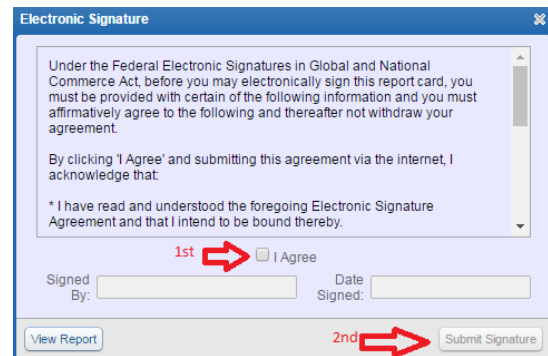 Electronic Signature
Under the Federal Electronic Signatures in Global and National
Commerce Act, before you may electronically sign this report card, you
must be provided with certain of the following information and you must
affirmatively agree to the following and thereafter not withdraw your
agreement.
By clicking 'I Agree' and submitting this agreement via the internet, I
acknowledge that:
* I have read and understood the foregoing Electronic Signature
Agreement and that I intend to be bound thereby.
1st I Agree
Signed By:
Date Signed:
View Report 2nd Submit Signature